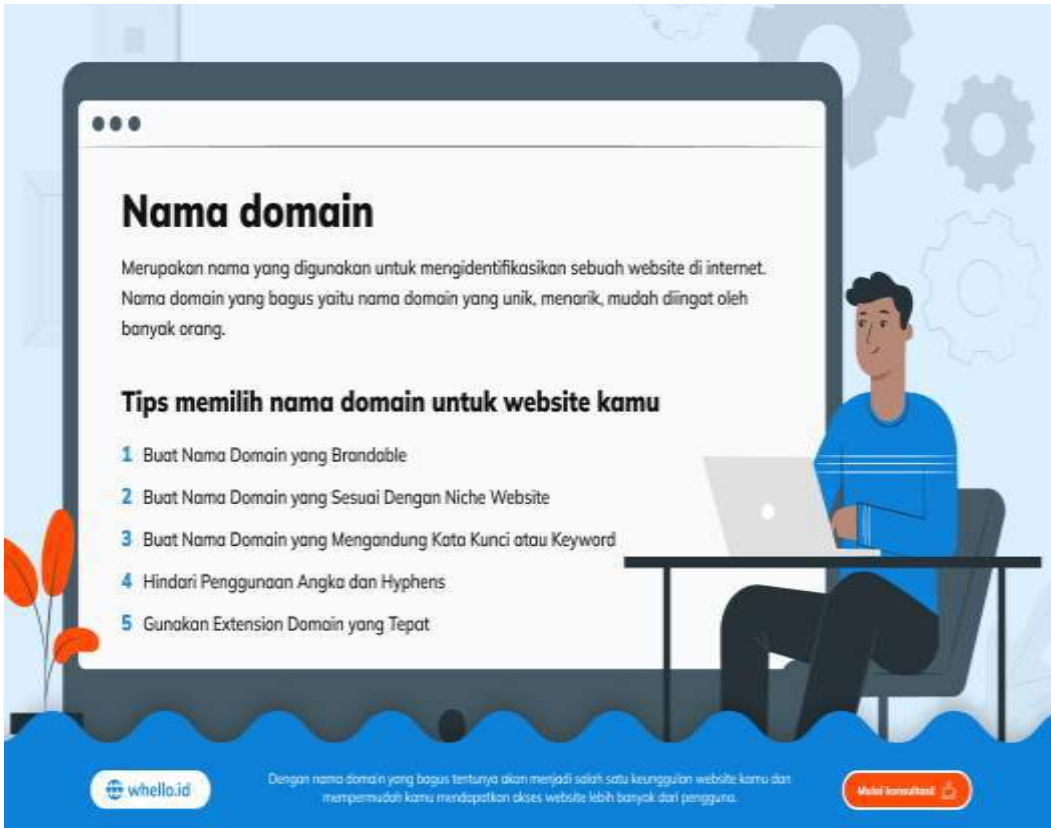 Nama domain
Merupakan nama yang digunakan untuk mengidentifikasikan sebuah website di internet.
Nama domain yang bagus yaitu nama domain yang unik, menarik, mudah diingat oleh
banyak orang.
Tips memilih nama domain untuk website kamu
1 Buat Nama Domain yang Brandable
2 Buat Nama Domain yang Sesuai Dengan Niche Website
3 Buat Nama Domain yang Mengandung Kata Kunci atau Keyword
4 Hindari Penggunaan Angka dan Hyphens
5 Gunakan Extension Domain yang Tepat
whello.id
Dengan nama domain yang bagus tentunya akan menjadi salah satu keunggulan website kamu dan
mempermudah kamu mendapatkan akses website lebih banyak dari pengguna.
Mulai konsultasi